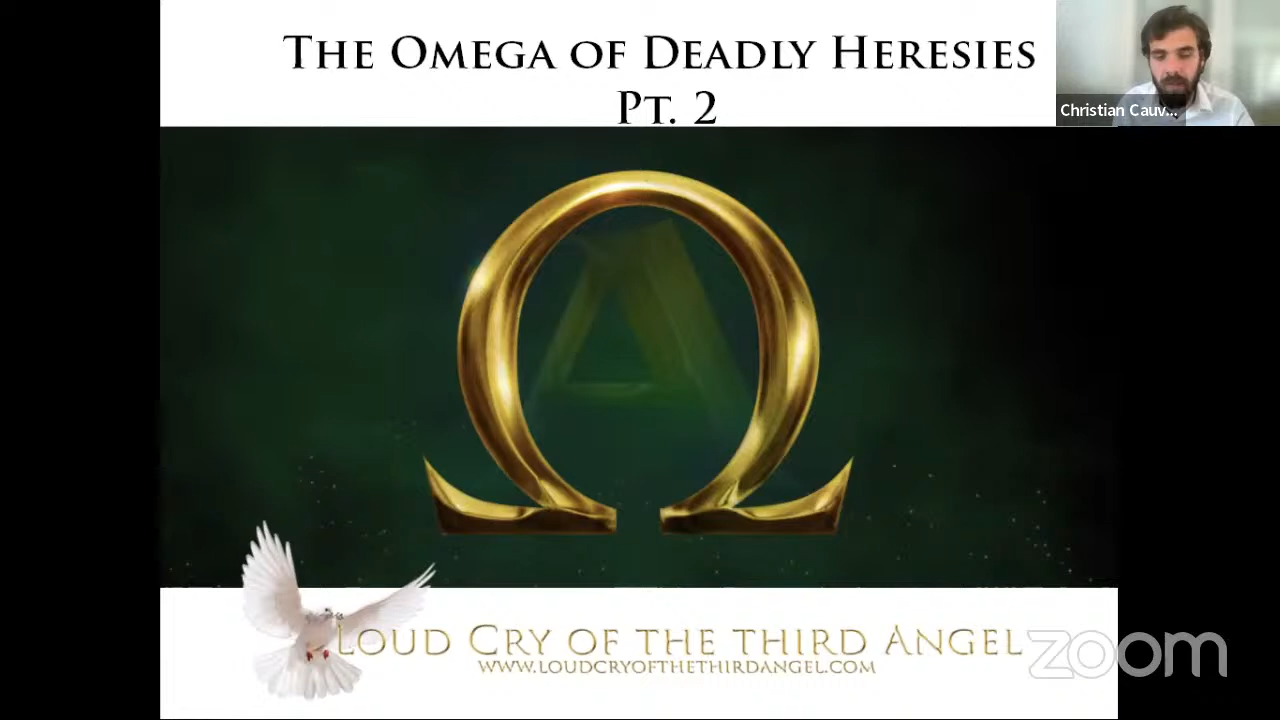 The Omega of Deadly Heresies
Pt. 2
Christian Cauv...
Ω
A
Loud Cry of the third Angel
www.loudcryofthethirdangel.com
zoom